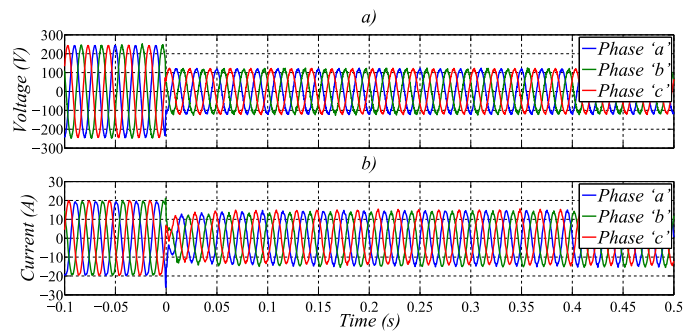 a)
300
200
100
0
−100
−200
−300
Voltage (V)
Phase ‘a’
Phase ‘b’
Phase ‘c’
b)
30
20
10
0
−10
−20
−30
Current (A)
Phase ‘a’
Phase ‘b’
Phase ‘c’
−0.1 −0.05 0 0.05 0.1 0.15 0.2 0.25 0.3 0.35 0.4 0.45 0.5
Time (s)